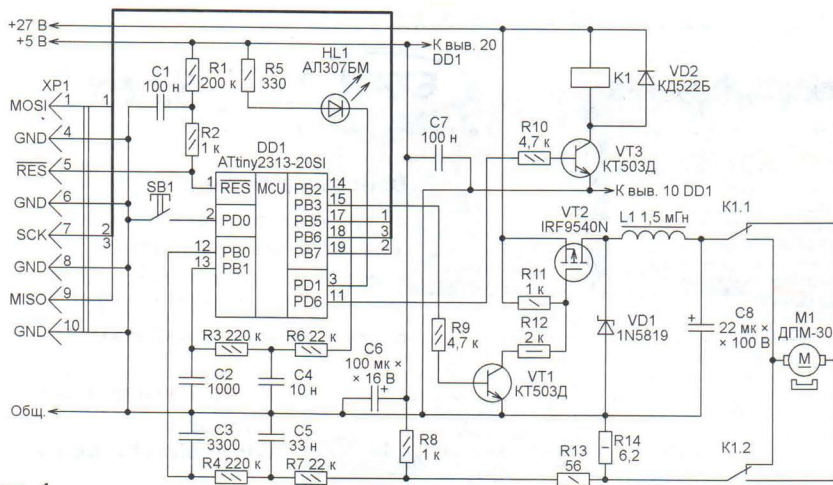 +27 В
+5 В
К выв. 20
DD1
HL1
АЛ307БМ
C1
100 н
R1
200 к
R5
330
K1
VD2
КД522Б
XP1
MOSI 1
1
GND 4
RES 5
GND 6
SCK 7
2
3
GND 8
MISO 9
GND 10
R2
1 к
C7
100 н
R10
4,7 к
VT3
КТ503Д
DD1
ATtiny2313-20SI
SB1
1 RES MCU PB2 14
PB3 15
2 PD0 PB5 17 1
PB6 18 3
12 PB0 PB7 19 2
13 PB1
PD1 3
PD6 11
К выв. 10 DD1
VT2
IRF9540N
L1 1,5 мГн
K1.1
R11
1 к
R12
2 к
R3 220 к
R6 22 к
R9
4,7 к
VD1
1N5819
C8
22 мк ×
× 100 В
M1
ДПМ-30
М
C2
1000
C4
10 н
C6
100 мк ×
× 16 В
VT1
КТ503Д
Общ.
C3
3300
C5
33 н
R8
1 к
R13
56
R14
6,2
K1.2
R4 220 к
R7 22 к